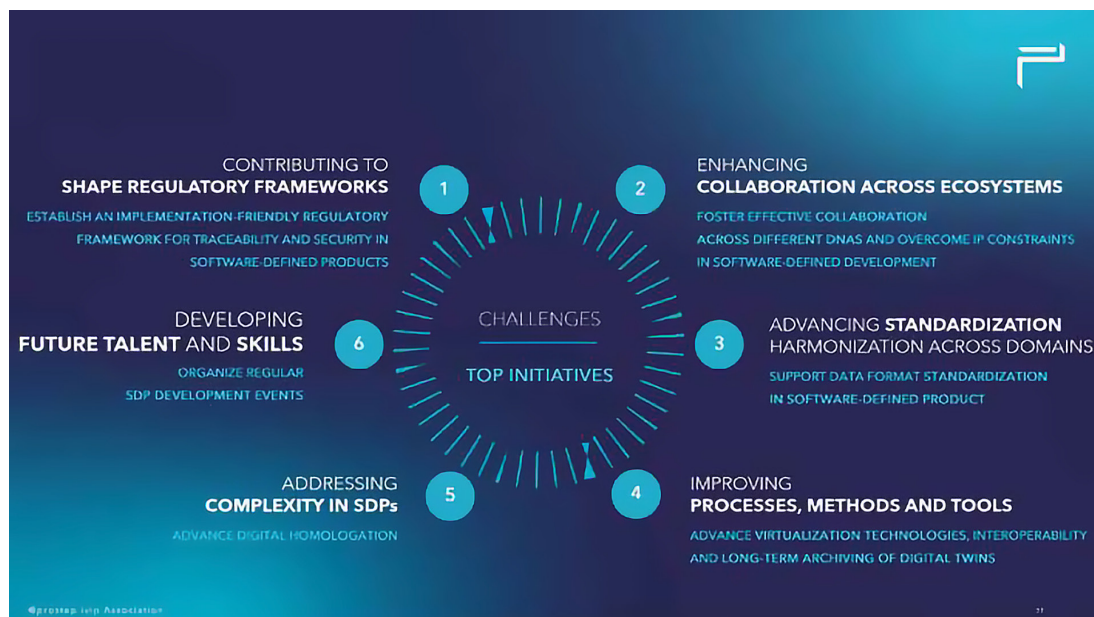 CONTRIBUTING TO
SHAPE REGULATORY FRAMEWORKS
ESTABLISH AN IMPLEMENTATION-FRIENDLY REGULATORY
FRAMEWORK FOR TRACEABILITY AND SECURITY IN
SOFTWARE-DEFINED PRODUCTS
1
2
ENHANCING
COLLABORATION ACROSS ECOSYSTEMS
FOSTER EFFECTIVE COLLABORATION
ACROSS DIFFERENT DNAS AND OVERCOME IP CONSTRAINTS
IN SOFTWARE-DEFINED DEVELOPMENT
CHALLENGES
TOP INITIATIVES
3
ADVANCING STANDARDIZATION
HARMONIZATION ACROSS DOMAINS
SUPPORT DATA FORMAT STANDARDIZATION
IN SOFTWARE-DEFINED PRODUCT
4
IMPROVING
PROCESSES, METHODS AND TOOLS
ADVANCE VIRTUALIZATION TECHNOLOGIES, INTEROPERABILITY
AND LONG-TERM ARCHIVING OF DIGITAL TWINS
5
ADDRESSING
COMPLEXITY IN SDPs
ADVANCE DIGITAL HOMOLOGATION
6
DEVELOPING
FUTURE TALENT AND SKILLS
ORGANIZE REGULAR
SDP DEVELOPMENT EVENTS
©prostep ivip Association